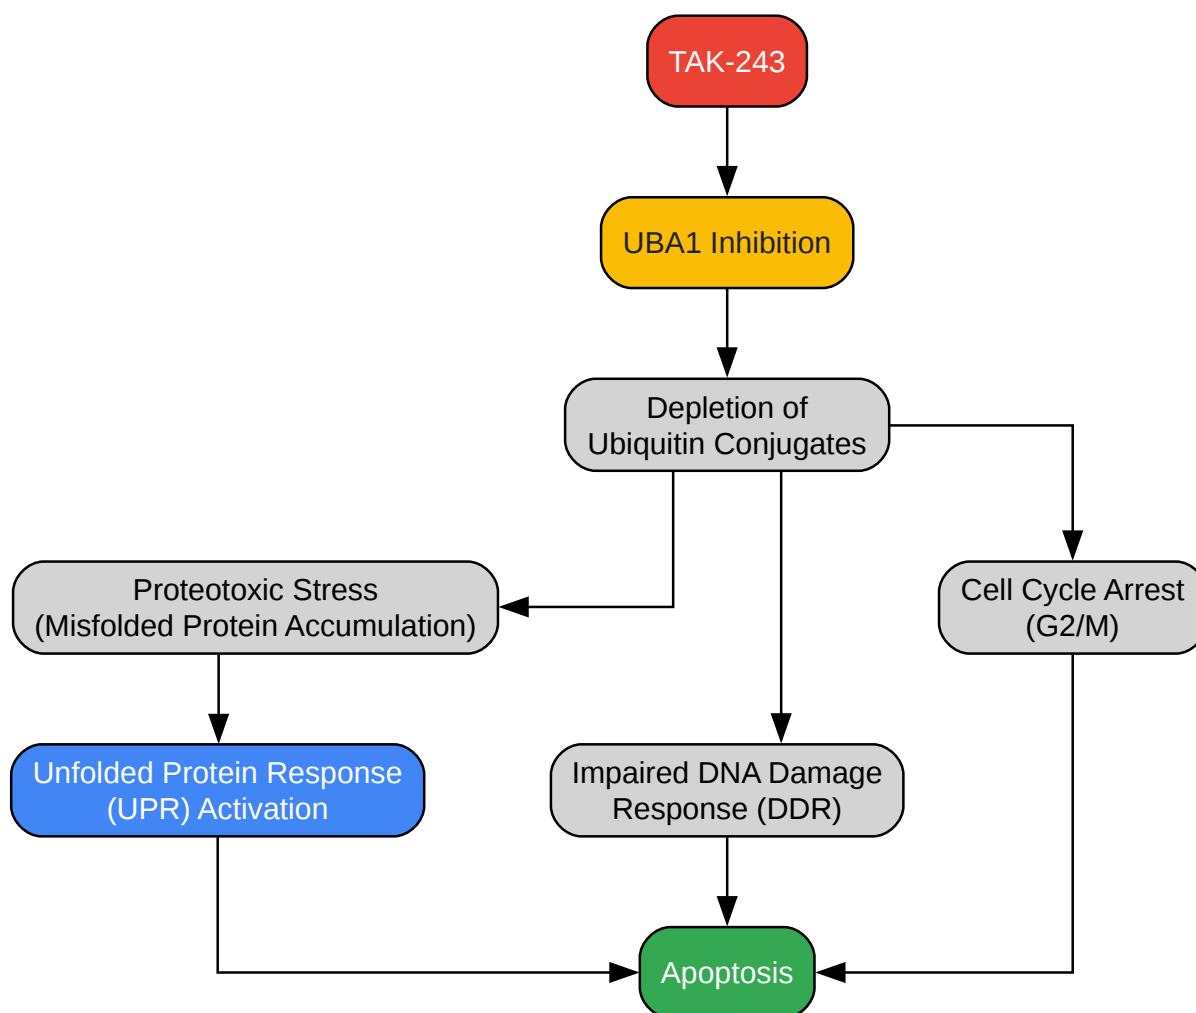 TAK-243
UBA1 Inhibition
Depletion of
Ubiquitin Conjugates
Proteotoxic Stress
(Misfolded Protein Accumulation)
Cell Cycle Arrest
(G2/M)
Unfolded Protein Response
(UPR) Activation
Impaired DNA Damage
Response (DDR)
Apoptosis